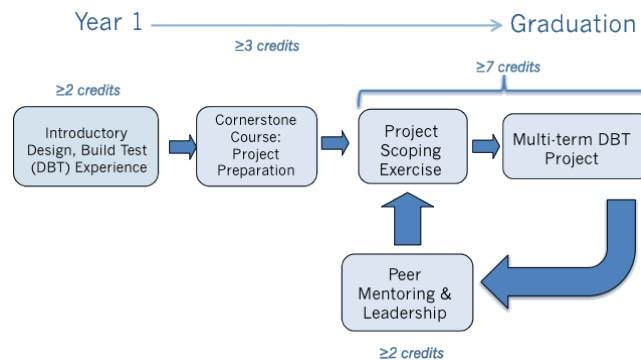 Year 1
Graduation
≥3 credits
≥7 credits
≥2 credits
Introductory
Design, Build Test
(DBT) Experience
Cornerstone
Course:
Project
Preparation
Project
Scoping
Exercise
Multi-term DBT
Project
Peer
Mentoring &
Leadership
≥2 credits